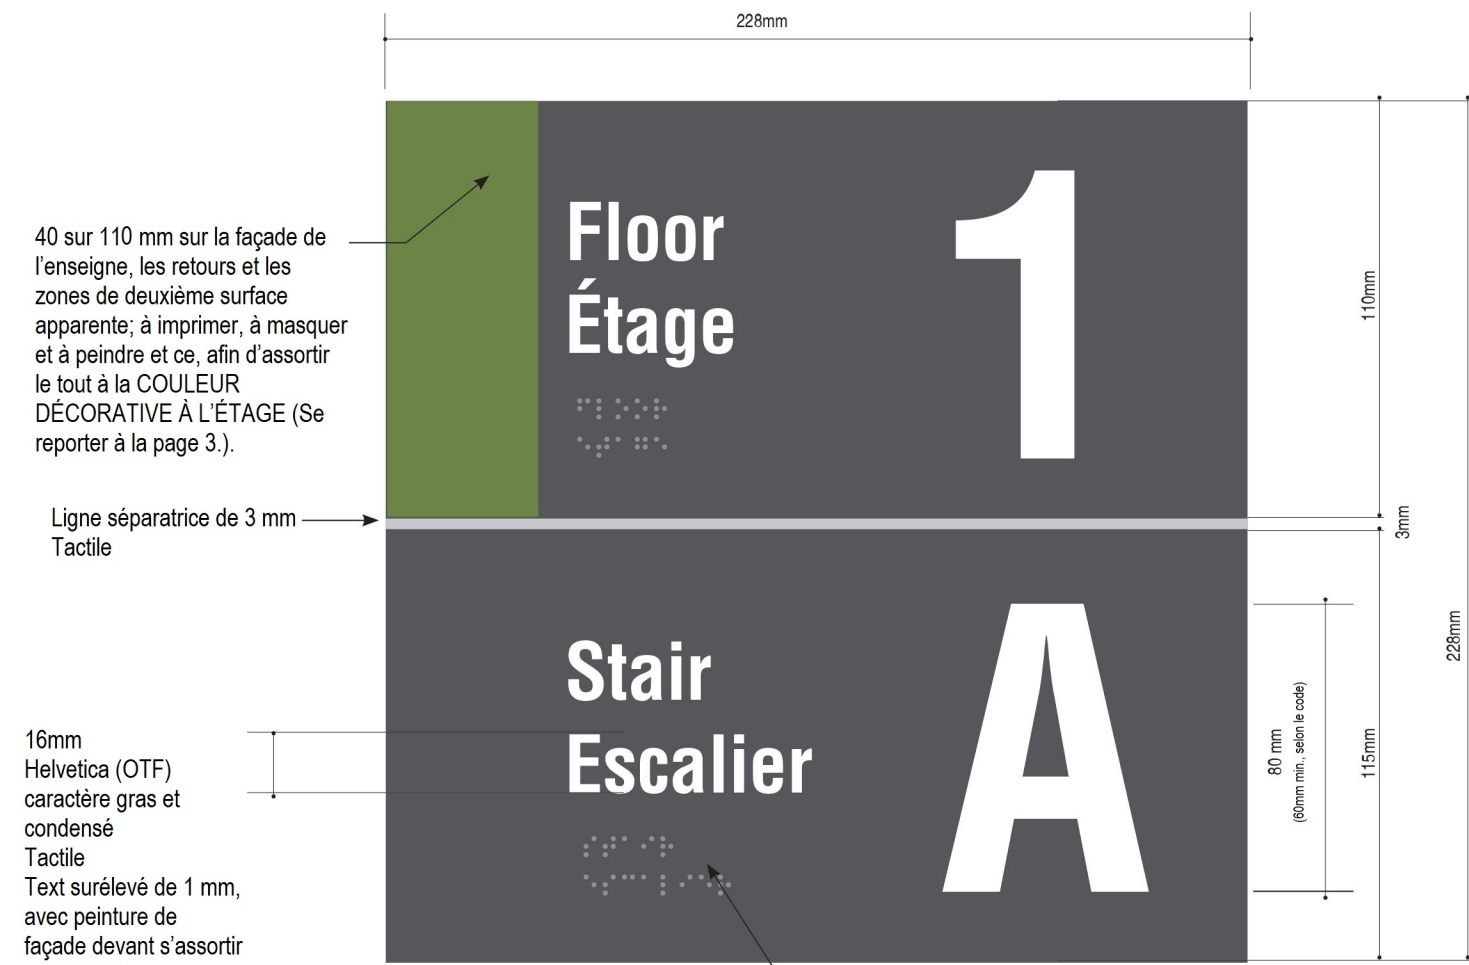 228mm
40 sur 110 mm sur la façade de
l’enseigne, les retours et les
zones de deuxième surface
apparente; à imprimer, à masquer
et à peindre et ce, afin d’assortir
le tout à la COULEUR
DÉCORATIVE À L’ÉTAGE (Se
reporter à la page 3.).
Floor
Étage
1
110mm
Ligne séparatrice de 3 mm
Tactile
3mm
Stair
Escalier
A
80 mm
(60mm min., selon le code)
115mm
228mm
16mm
Helvetica (OTF)
caractère gras et
condensé
Tactile
Text surélevé de 1 mm,
avec peinture de
façade devant s’assortir